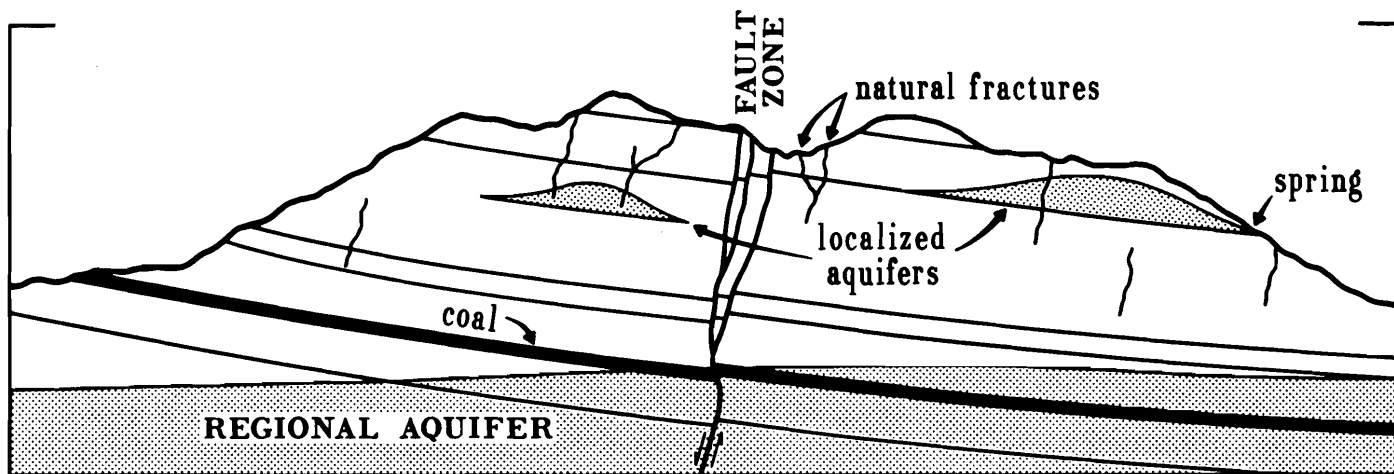 FAULT
ZONE
natural fractures
spring
localized
aquifers
coal
REGIONAL AQUIFER